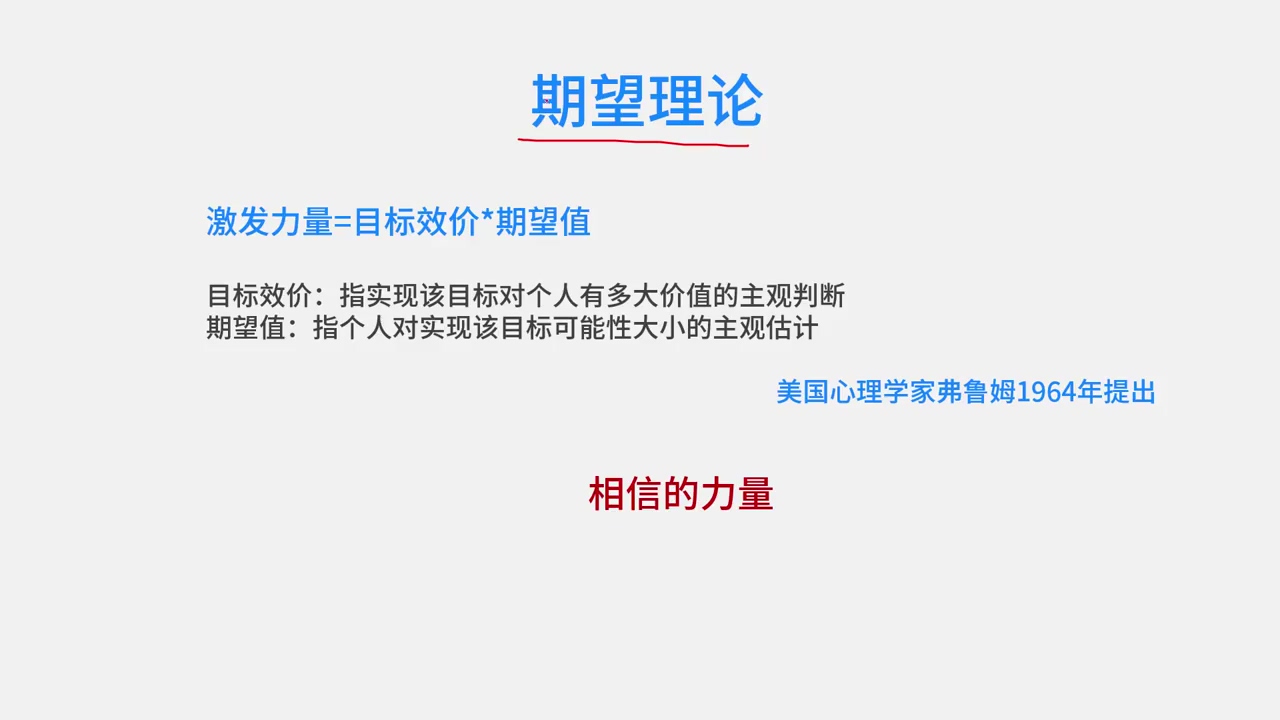 期望理论
激发力量=目标效价*期望值
目标效价：指实现该目标对个人有多大价值的主观判断
期望值：指个人对实现该目标可能性大小的主观估计
美国心理学家弗鲁姆1964年提出
相信的力量